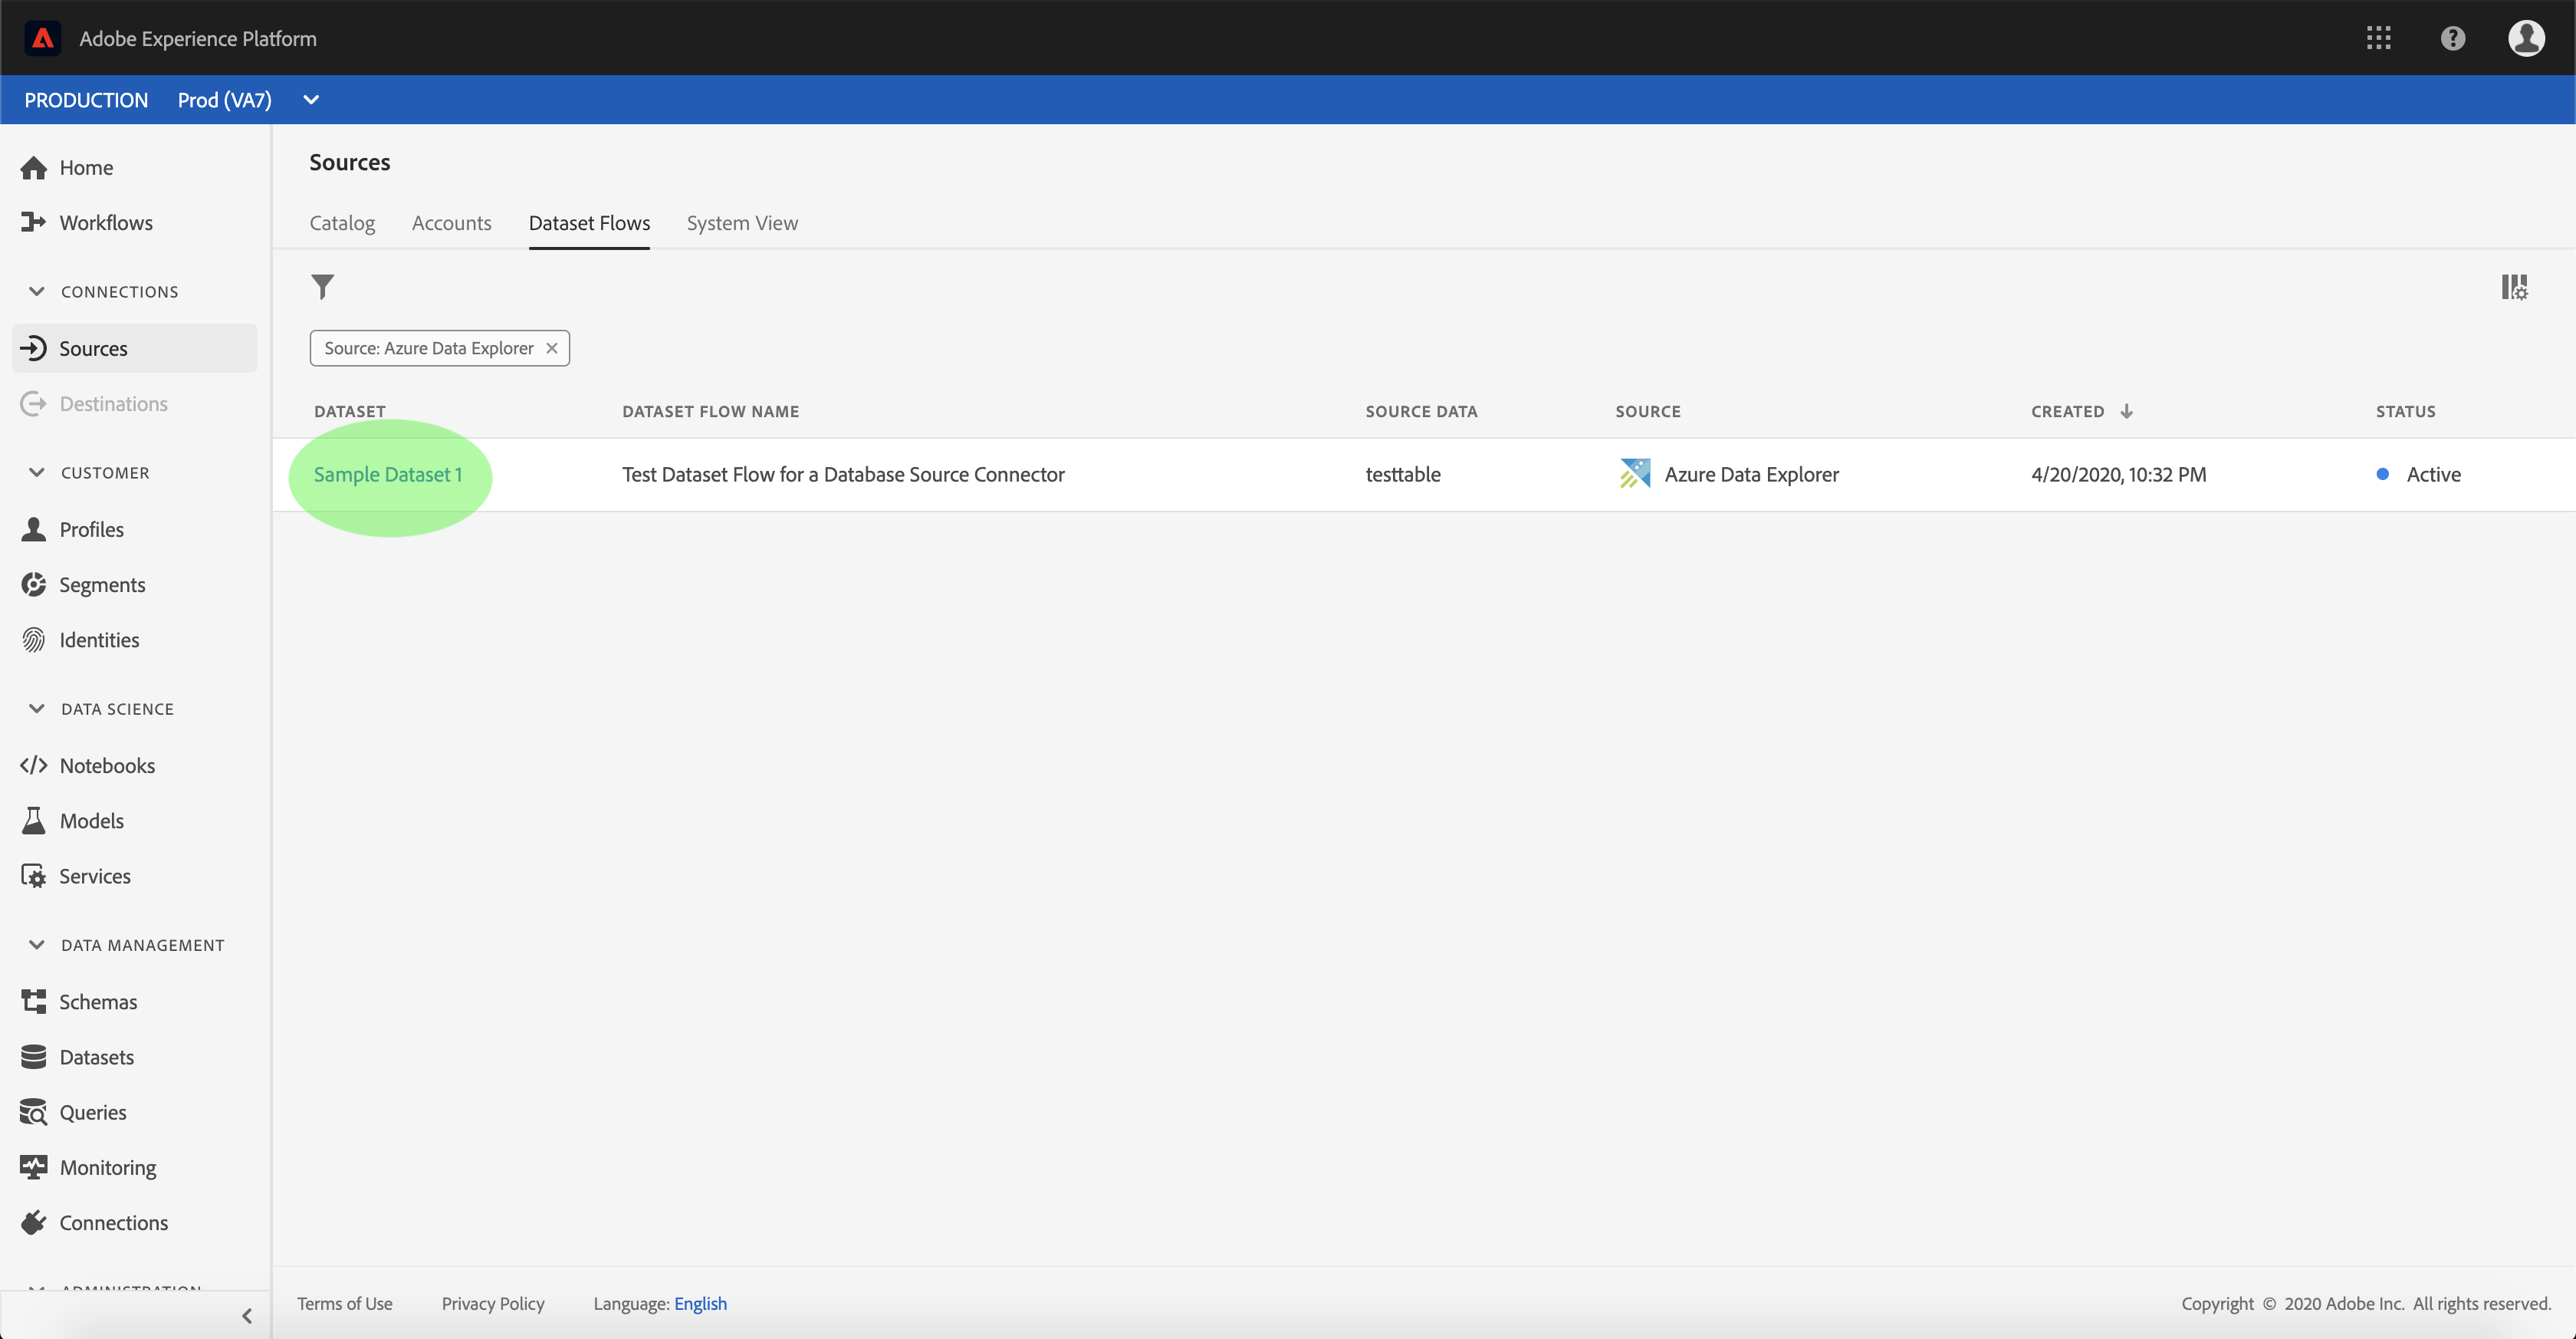 Adobe Experience Platform
PRODUCTION Prod (VA7)
Home
Workflows
CONNECTIONS
Sources
Destinations
CUSTOMER
Profiles
Segments
Identities
DATA SCIENCE
Notebooks
Models
Services
DATA MANAGEMENT
Schemas
Datasets
Queries
Monitoring
Connections
ADMINISTRATION
Sources
Catalog Accounts Dataset Flows System View
Source: Azure Data Explorer
DATASET DATASET FLOW NAME SOURCE DATA SOURCE CREATED STATUS
Sample Dataset 1 Test Dataset Flow for a Database Source Connector testtable Azure Data Explorer 4/20/2020, 10:32 PM Active
Terms of Use Privacy Policy Language: English Copyright © 2020 Adobe Inc. All rights reserved.